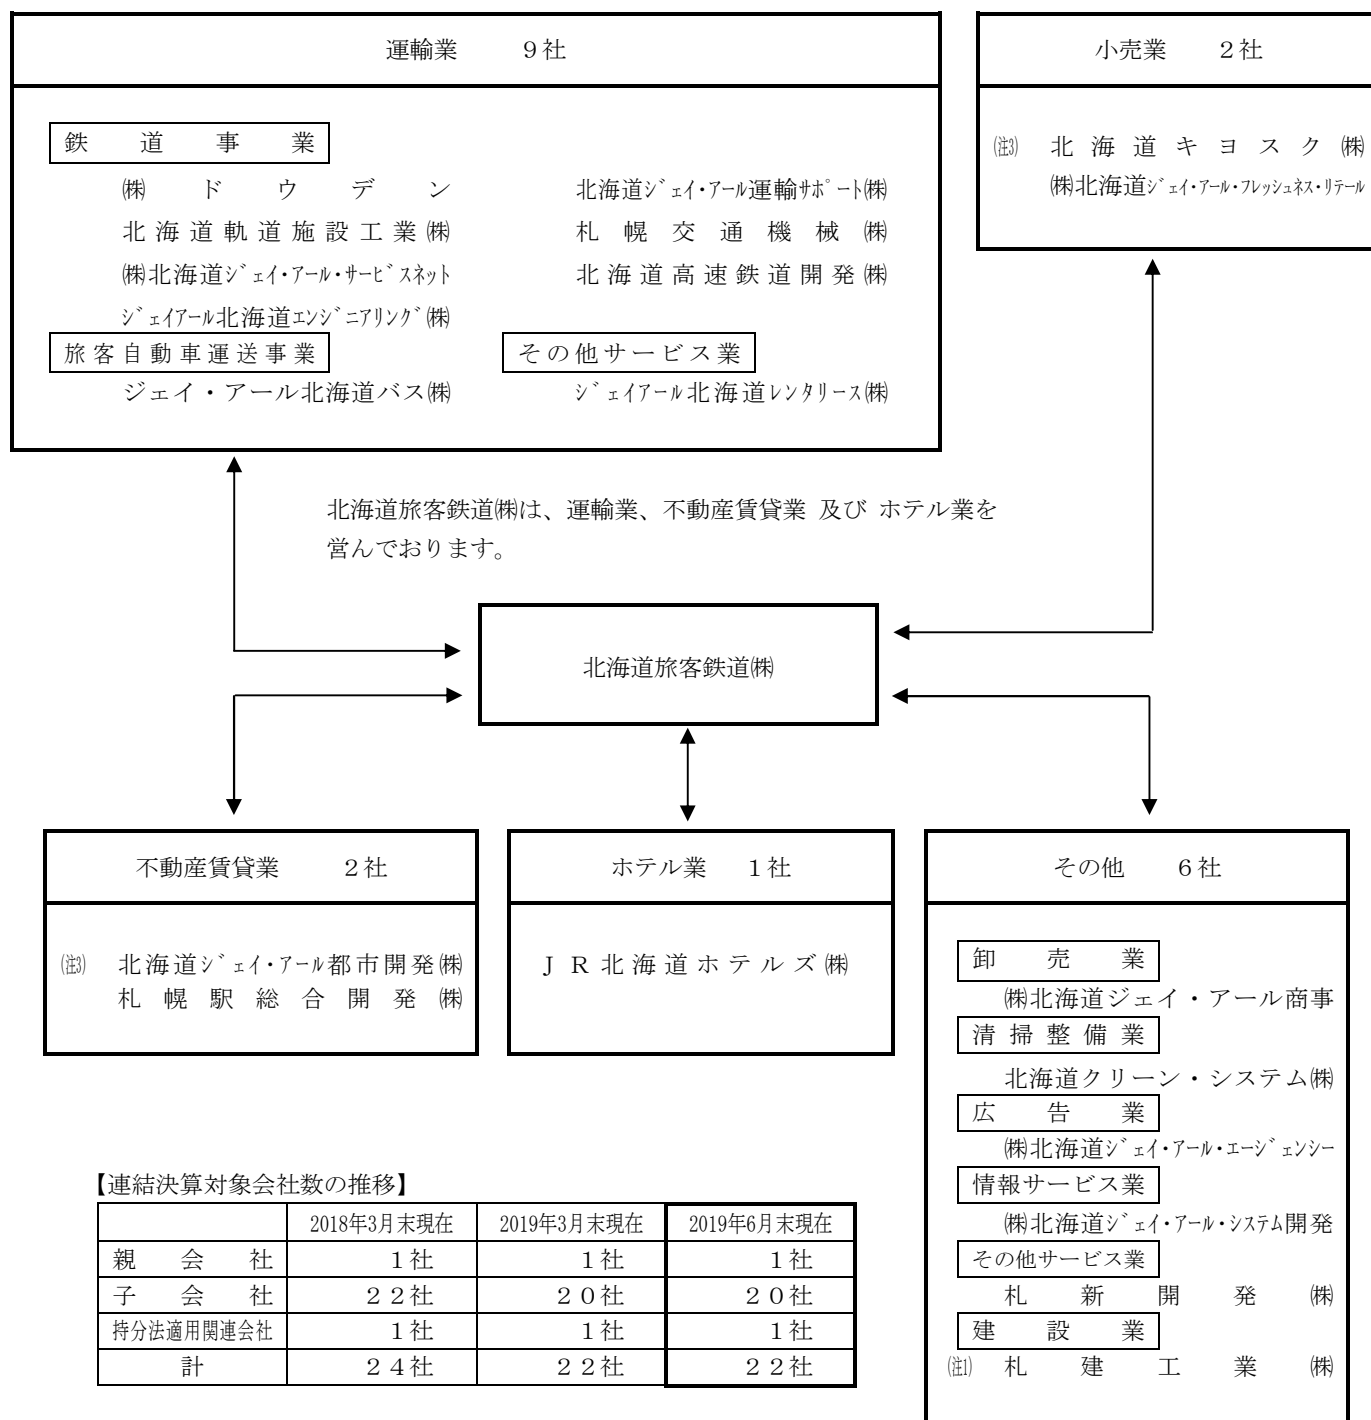 運輸業　　９社
鉄道事業
㈱ドウデン
北海道ｼﾞｪｲ・ｱｰﾙ運輸ｻﾎﾟｰﾄ㈱
北海道軌道施設工業㈱
札幌交通機械㈱
㈱北海道ｼﾞｪｲ・ｱｰﾙ・ｻｰﾋﾞｽﾈｯﾄ
北海道高速鉄道開発㈱
ｼﾞｪｲｱｰﾙ北海道ｴﾝｼﾞﾆｱﾘﾝｸﾞ㈱
旅客自動車運送事業
その他サービス業
ジェイ・アール北海道バス㈱
ｼﾞｪｲｱｰﾙ北海道ﾚﾝﾀﾘｰｽ㈱
小売業　　２社
(注3)　北海道キヨスク㈱
㈱北海道ｼﾞｪｲ・ｱｰﾙ・ﾌﾚｯｼｭﾈｽ・ﾘﾃｰﾙ
北海道旅客鉄道㈱は、運輸業、不動産賃貸業 及び ホテル業を
営んでおります。
北海道旅客鉄道㈱
不動産賃貸業　　２社
(注3)　北海道ｼﾞｪｲ・ｱｰﾙ都市開発㈱
札幌駅総合開発㈱
ホテル業　１社
ＪＲ北海道ホテルズ㈱
その他　　６社
卸売業
㈱北海道ジェイ・アール商事
清掃整備業
北海道クリーン・システム㈱
広告業
㈱北海道ｼﾞｪｲ・ｱｰﾙ・ｴｰｼﾞｪﾝｼｰ
情報サービス業
㈱北海道ｼﾞｪｲ・ｱｰﾙ・ｼｽﾃﾑ開発
その他サービス業
札新開発㈱
建設業
(注1)　札建工業㈱
【連結決算対象会社数の推移】
2018年3月末現在　2019年3月末現在　2019年6月末現在
親会社　１社　１社　１社
子会社　２２社　２０社　２０社
持分法適用関連会社　１社　１社　１社
計　２４社　２２社　２２社